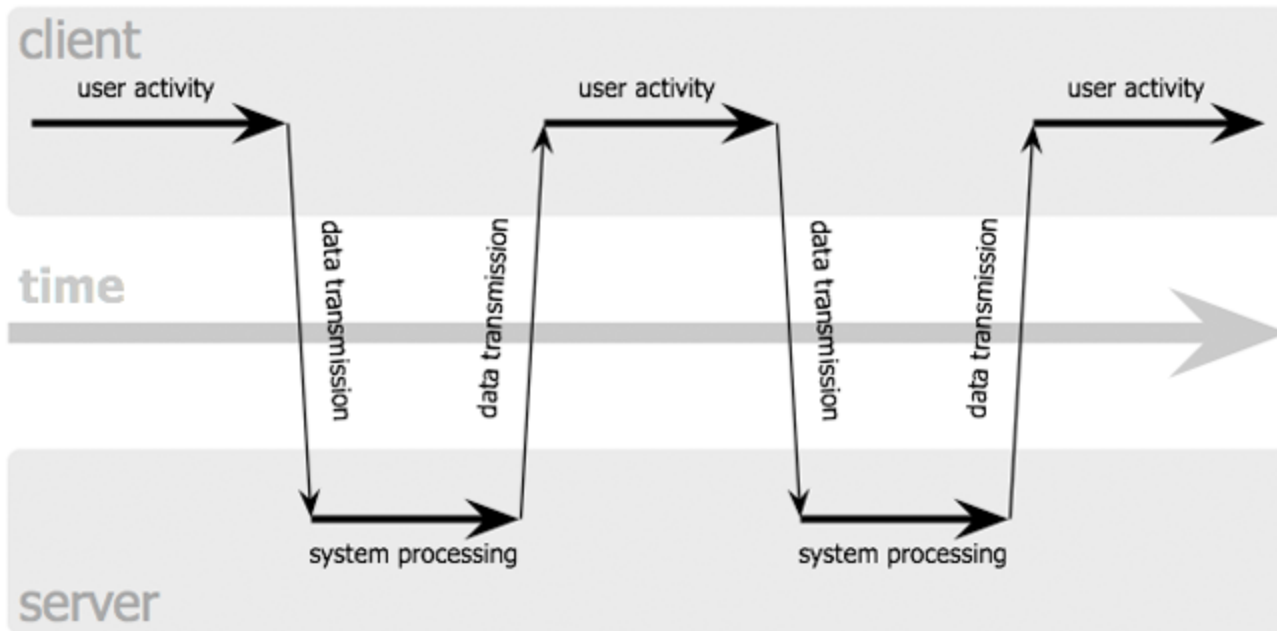 client
user activity
user activity
user activity
data transmission
data transmission
data transmission
data transmission
time
system processing
system processing
server